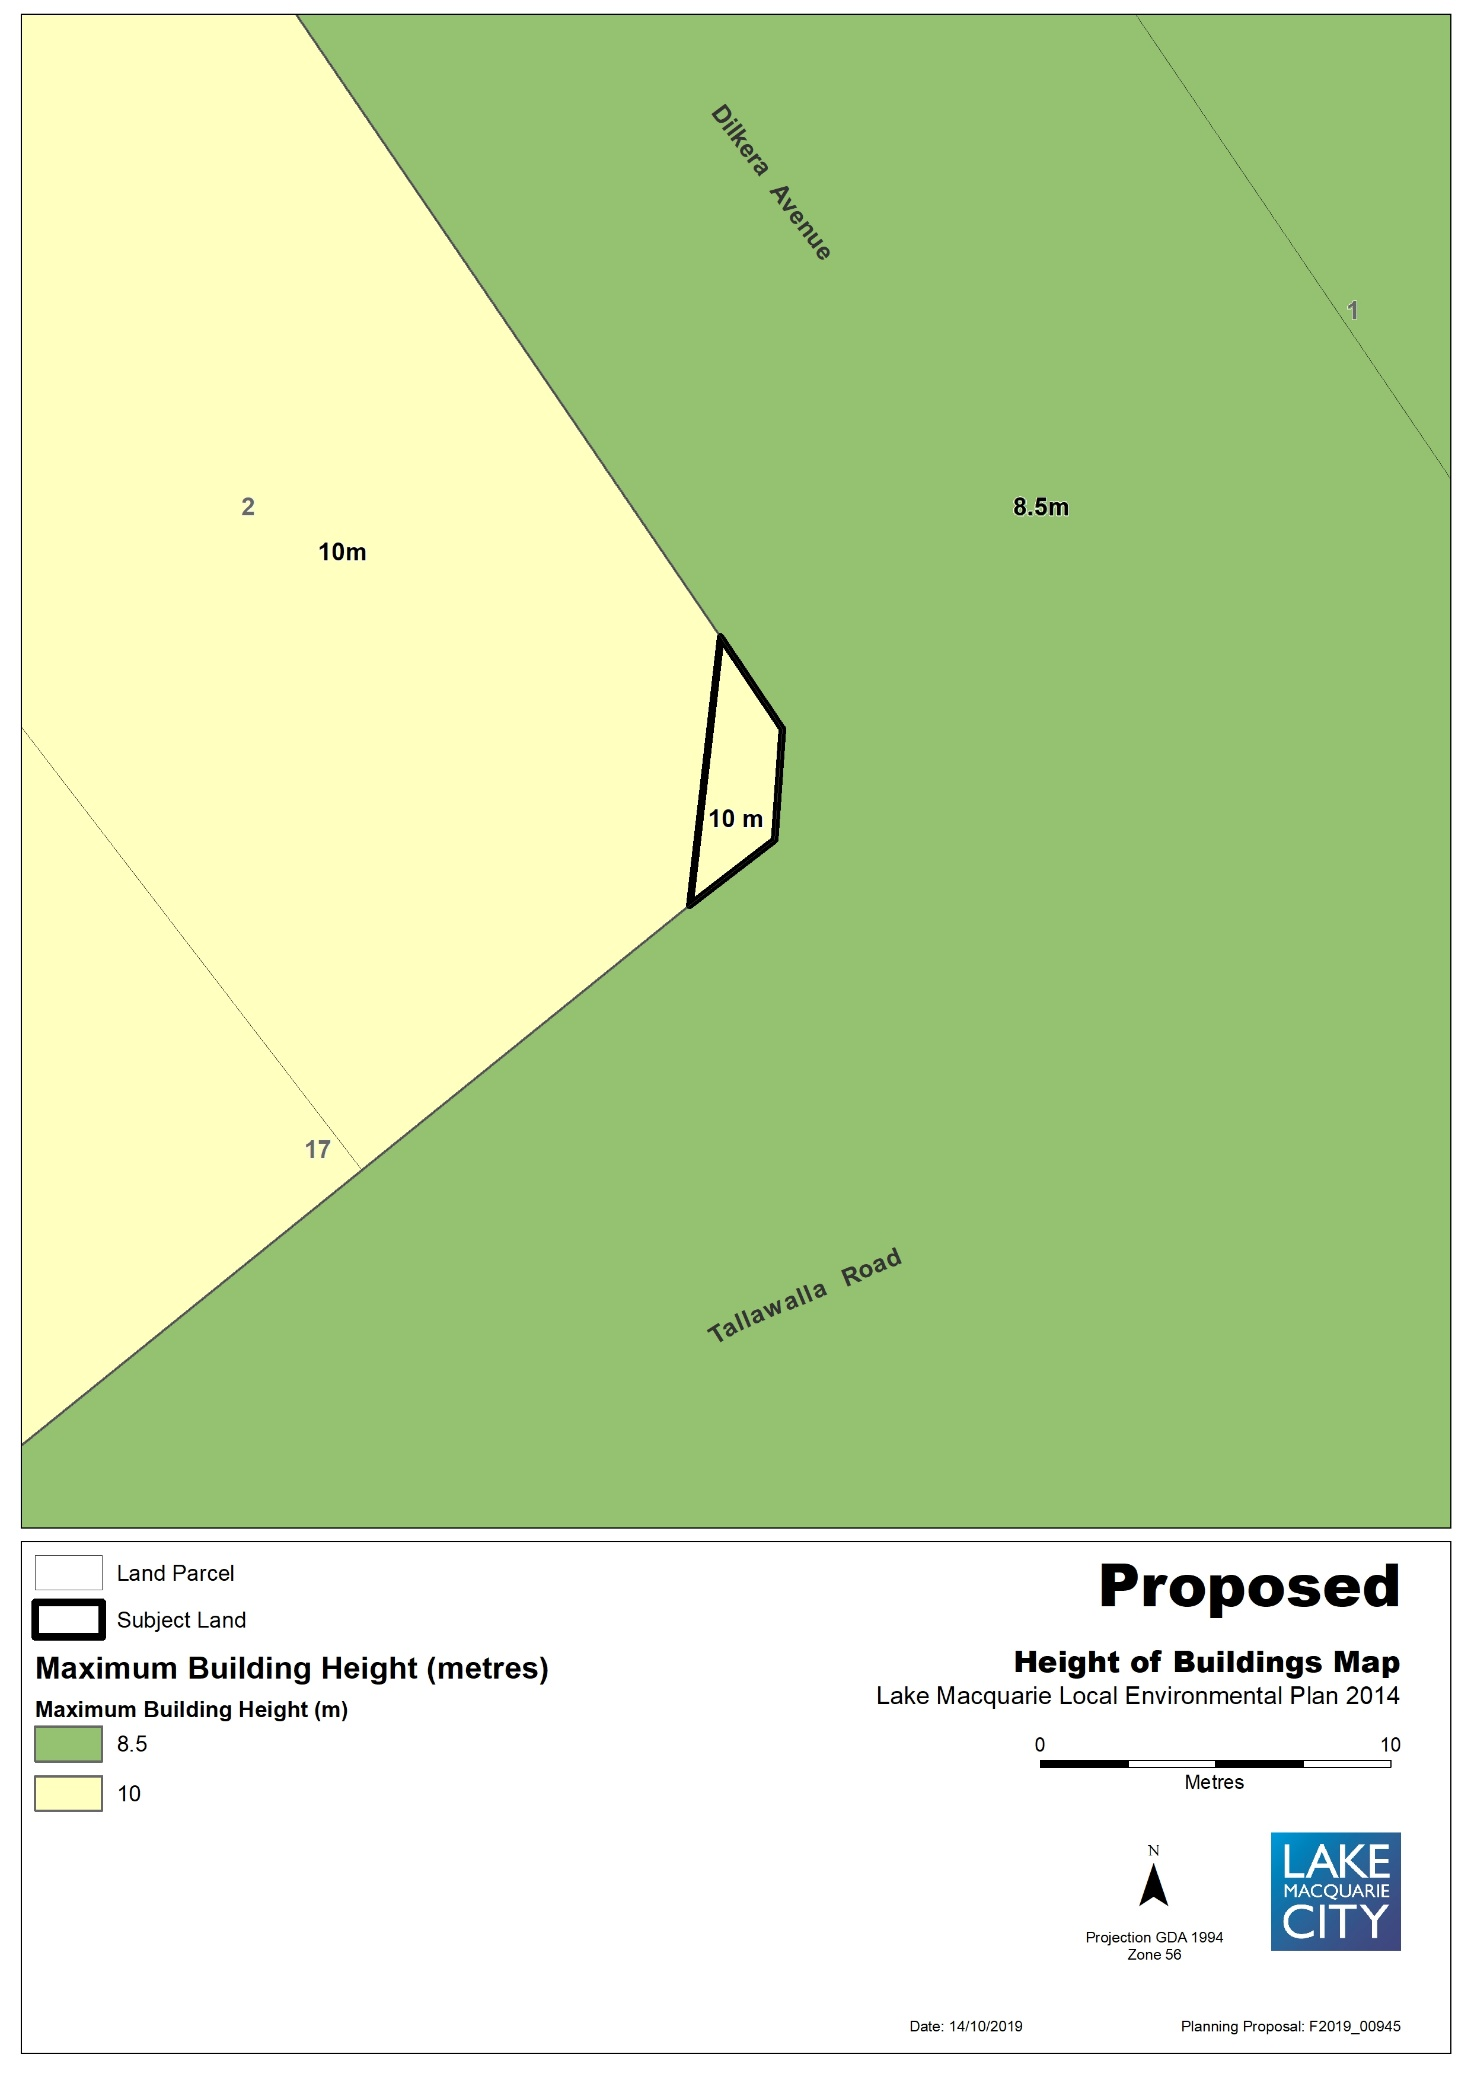 Dilkera Avenue
1
2
8.5m
10m
10 m
17
Tallawalla Road
Land Parcel
Subject Land
Maximum Building Height (metres)
Maximum Building Height (m)
8.5
10
Proposed
Height of Buildings Map
Lake Macquarie Local Environmental Plan 2014
0 10
Metres
N
Projection GDA 1994
Zone 56
LAKE
MACQUARIE
CITY
Date: 14/10/2019
Planning Proposal: F2019_00945